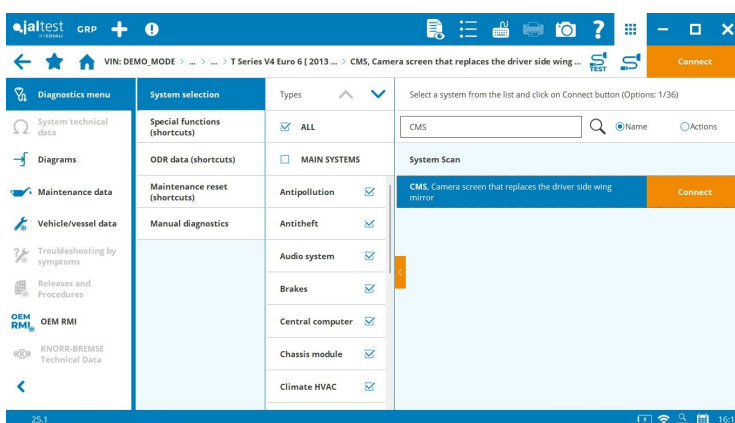 jaltest
BY COJALI
GRP
?
VIN: DEMO_MODE > ... > ... > T Series V4 Euro 6 [ 2013 ... > CMS, Camera screen that replaces the driver side wing ...
TEST
Connect
Diagnostics menu
System technical
data
Diagrams
Maintenance data
Vehicle/vessel data
Troubleshooting by
symptoms
Releases and
Procedures
OEM
RMI
OEM RMI
KNORR-BREMSE
Technical Data
System selection
Special functions
(shortcuts)
ODR data (shortcuts)
Maintenance reset
(shortcuts)
Manual diagnostics
Types
ALL
MAIN SYSTEMS
Antipollution
Antitheft
Audio system
Brakes
Central computer
Chassis module
Climate HVAC
Select a system from the list and click on Connect button (Options: 1/36)
CMS
Name
Actions
System Scan
CMS, Camera screen that replaces the driver side wing
mirror
Connect
25.1